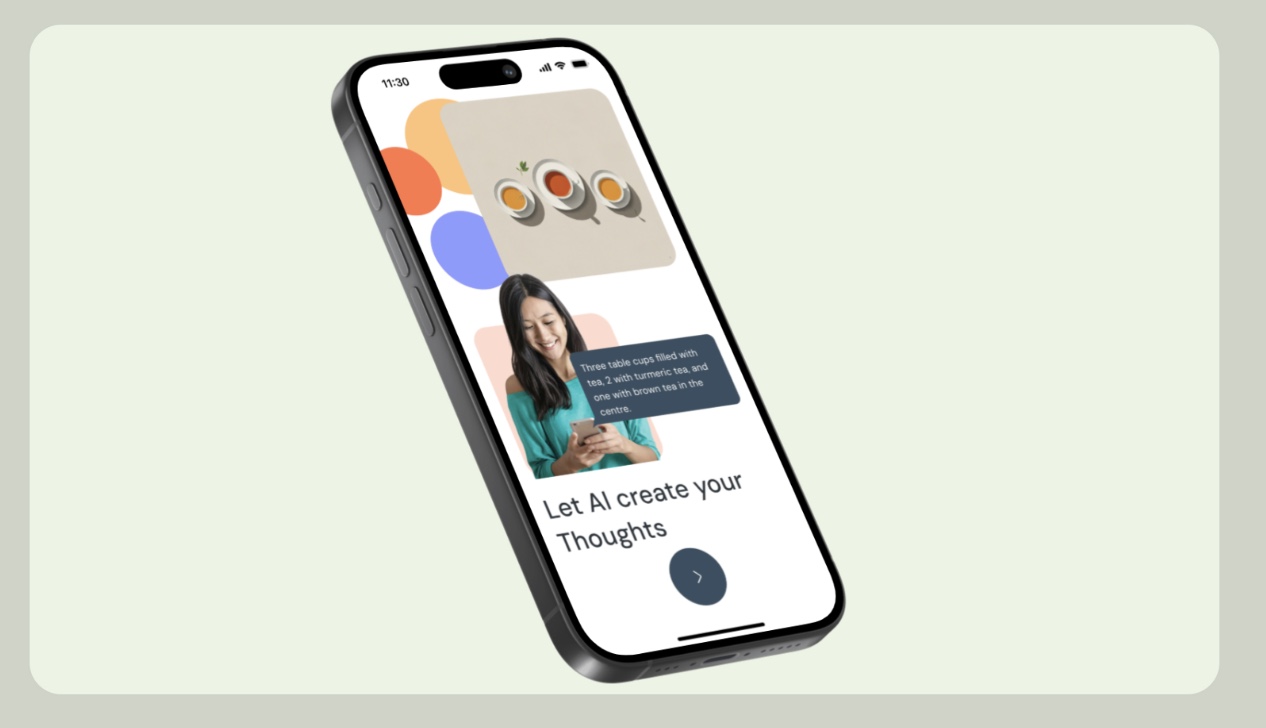 11:30
Three table cups filled with
tea, 2 with turmeric tea, and
one with brown tea in the
centre.
Let AI create your
Thoughts